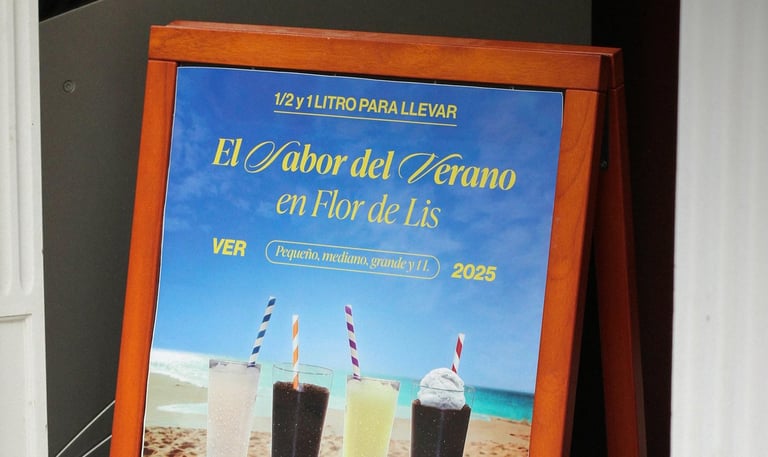 1/2 y 1 LITRO PARA LLEVAR
El Sabor del Verano
en Flor de Lis
VER Pequeño, mediano, grande y 1 l. 2025